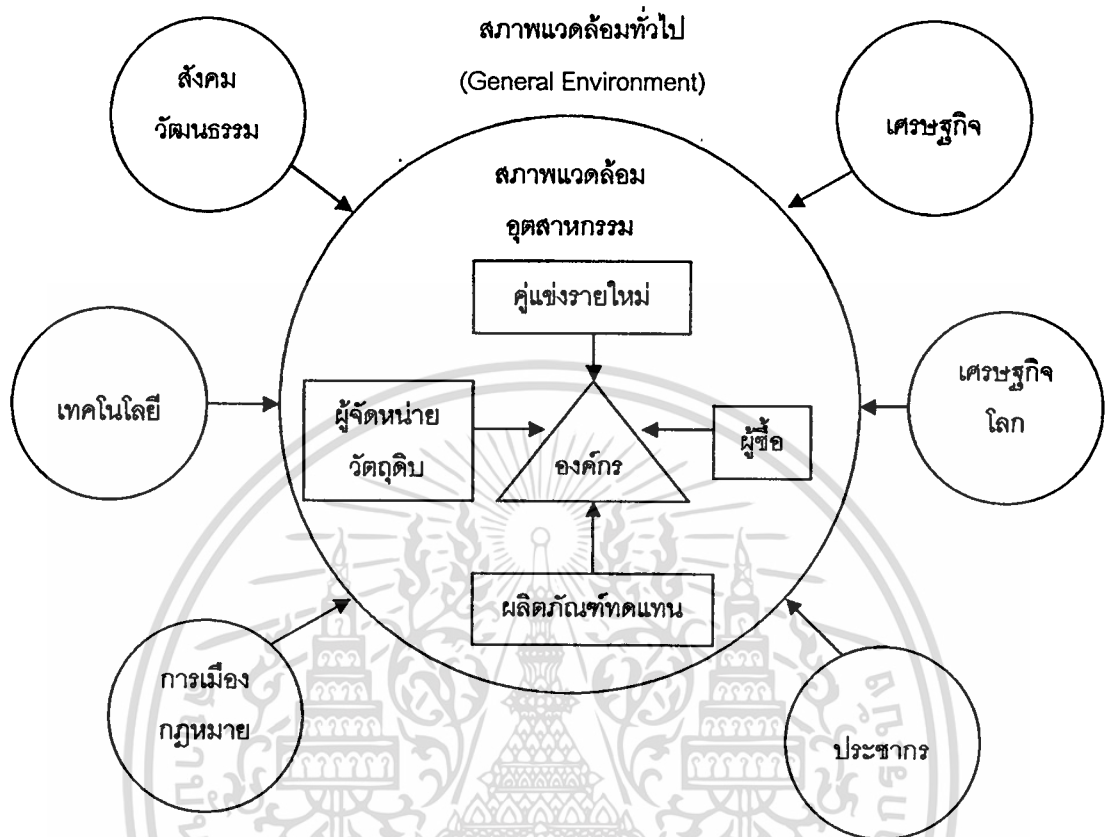 สภาพแวดล้อมทั่วไป
(General Environment)
สังคม
วัฒนธรรม
เศรษฐกิจ
สภาพแวดล้อม
อุตสาหกรรม
คู่แข่งรายใหม่
เทคโนโลยี
ผู้จัดหน่าย
วัตถุดิบ
องค์กร
ผู้ซื้อ
เศรษฐกิจ
โลก
ผลิตภัณฑ์ทดแทน
การเมือง
กฎหมาย
ประชากร